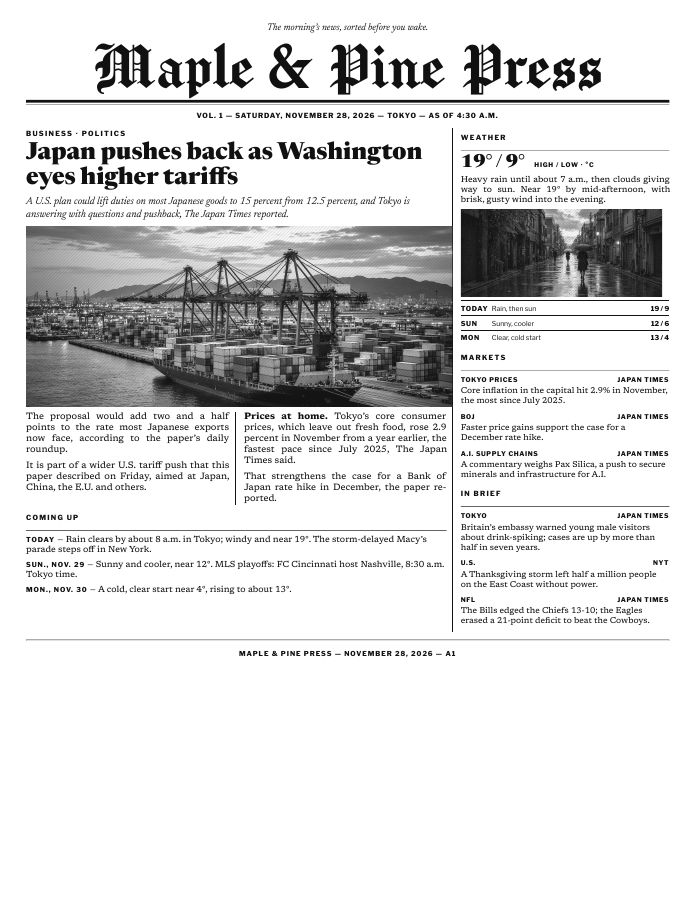 The morning's news, sorted before you wake.
Maple & Pine Press
VOL. 1 — SATURDAY, NOVEMBER 28, 2026 — TOKYO — AS OF 4:30 A.M.
BUSINESS · POLITICS
Japan pushes back as Washington
eyes higher tariffs
A U.S. plan could lift duties on most Japanese goods to 15 percent from 12.5 percent, and Tokyo is
answering with questions and pushback, The Japan Times reported.
The proposal would add two and a half
points to the rate most Japanese exports
now face, according to the paper's daily
roundup.
It is part of a wider U.S. tariff push that this
paper described on Friday, aimed at Japan,
China, the E.U. and others.
Prices at home. Tokyo's core consumer
prices, which leave out fresh food, rose 2.9
percent in November from a year earlier, the
fastest pace since July 2025, The Japan
Times said.
That strengthens the case for a Bank of
Japan rate hike in December, the paper re-
ported.
COMING UP
TODAY — Rain clears by about 8 a.m. in Tokyo; windy and near 19°. The storm-delayed Macy's
parade steps off in New York.
SUN., NOV. 29 — Sunny and cooler, near 12°. MLS playoffs: FC Cincinnati host Nashville, 8:30 a.m.
Tokyo time.
MON., NOV. 30 — A cold, clear start near 4°, rising to about 13°.
WEATHER
19° / 9° HIGH / LOW · °C
Heavy rain until about 7 a.m., then clouds giving
way to sun. Near 19° by mid-afternoon, with
brisk, gusty wind into the evening.
TODAY Rain, then sun 19 / 9
SUN Sunny, cooler 12 / 6
MON Clear, cold start 13 / 4
MARKETS
TOKYO PRICES JAPAN TIMES
Core inflation in the capital hit 2.9% in November,
the most since July 2025.
BOJ JAPAN TIMES
Faster price gains support the case for a
December rate hike.
A.I. SUPPLY CHAINS JAPAN TIMES
A commentary weighs Pax Silica, a push to secure
minerals and infrastructure for A.I.
IN BRIEF
TOKYO JAPAN TIMES
Britain's embassy warned young male visitors
about drink-spiking; cases are up by more than
half in seven years.
U.S. NYT
A Thanksgiving storm left half a million people
on the East Coast without power.
NFL JAPAN TIMES
The Bills edged the Chiefs 13-10; the Eagles
erased a 21-point deficit to beat the Cowboys.
MAPLE & PINE PRESS — NOVEMBER 28, 2026 — A1